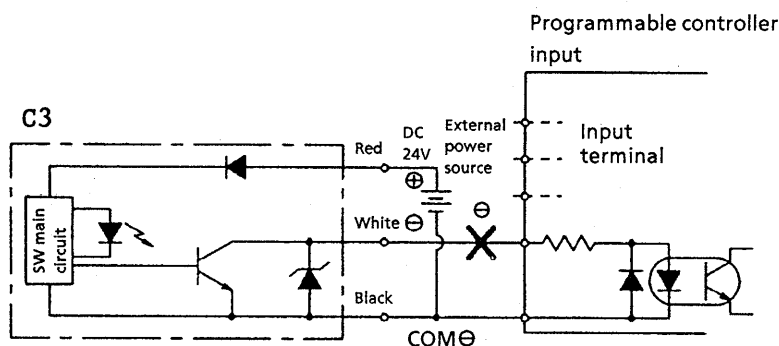 Programmable controller
input
C3
Red
DC
24V
⊕
External
power
source
Input
terminal
SW main
circuit
White ⊖
⊖
Black
COM⊖